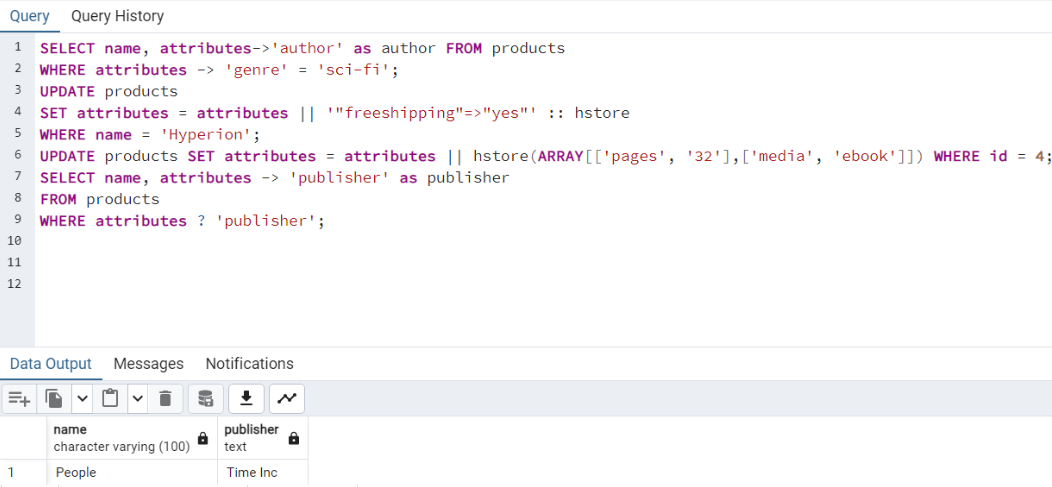 Query Query History
1 SELECT name, attributes->'author' as author FROM products
2 WHERE attributes -> 'genre' = 'sci-fi';
3 UPDATE products
4 SET attributes = attributes || '"freeshipping"=>"yes"' :: hstore
5 WHERE name = 'Hyperion';
6 UPDATE products SET attributes = attributes || hstore(ARRAY[['pages', '32'],['media', 'ebook']]) WHERE id = 4;
7 SELECT name, attributes -> 'publisher' as publisher
8 FROM products
9 WHERE attributes ? 'publisher';
10
11
12
Data Output Messages Notifications
name publisher
character varying (100) text
1 People Time Inc